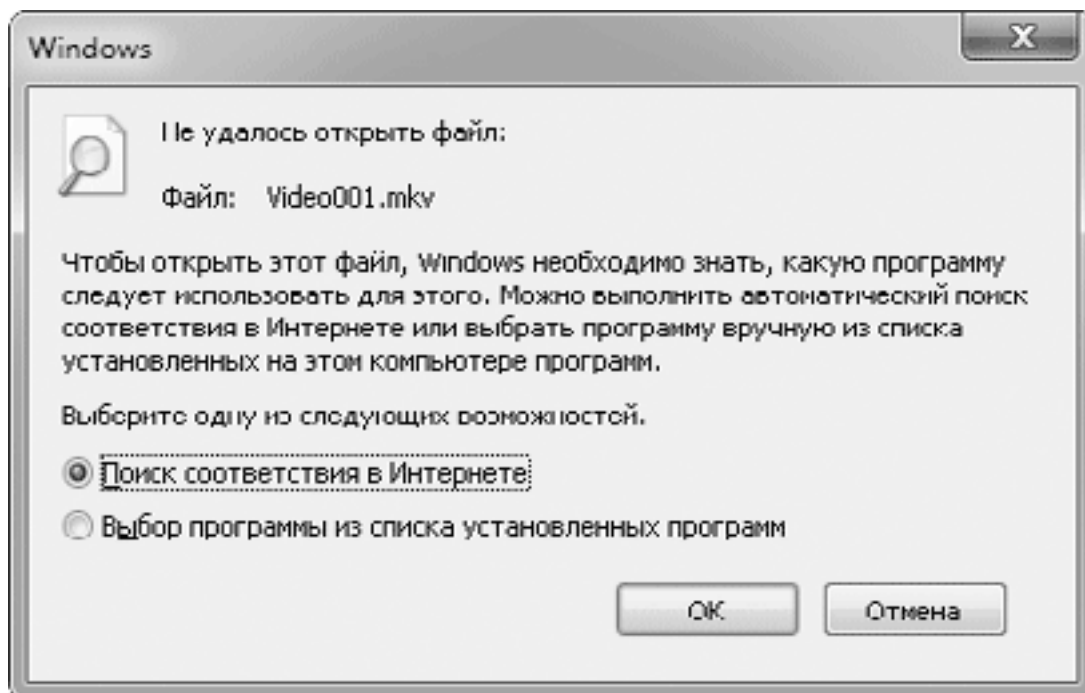 Windows
Не удалось открыть файл:
Файл: Video001.mkv
Чтобы открыть этот файл, Windows необходимо знать, какую программу
следует использовать для этого. Можно выполнить автоматический поиск
соответствия в Интернете или выбрать программу вручную из списка
установленных на этом компьютере программ.
Выберите одну из следующих возможностей.
Поиск соответствия в Интернете
Выбор программы из списка установленных программ
ОК Отмена